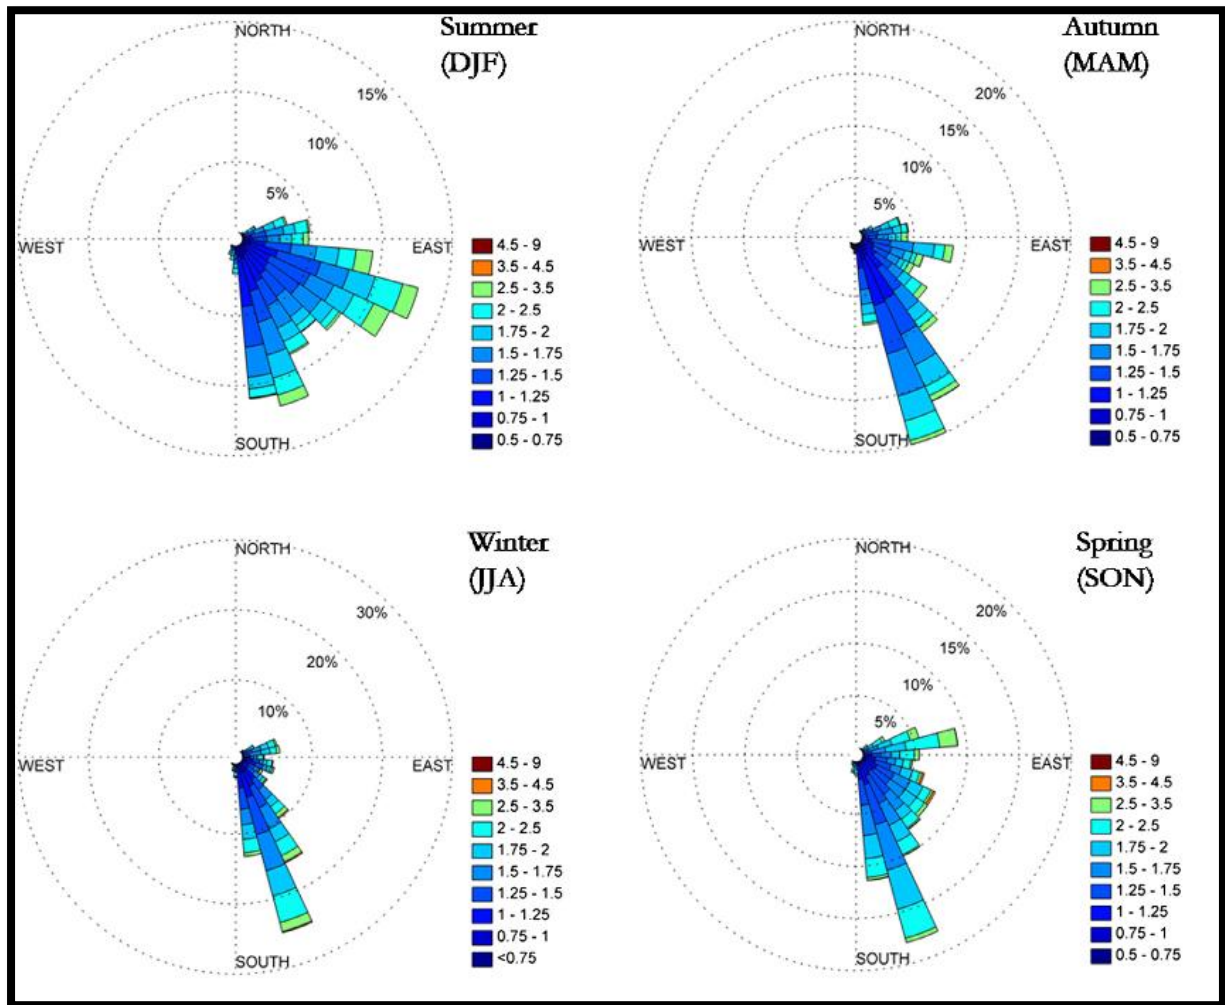 NORTH
Summer
(DJF)
15%
10%
5%
WEST
EAST
SOUTH
4.5 - 9
3.5 - 4.5
2.5 - 3.5
2 - 2.5
1.75 - 2
1.5 - 1.75
1.25 - 1.5
1 - 1.25
0.75 - 1
0.5 - 0.75
NORTH
Autumn
(MAM)
20%
15%
10%
5%
WEST
EAST
SOUTH
4.5 - 9
3.5 - 4.5
2.5 - 3.5
2 - 2.5
1.75 - 2
1.5 - 1.75
1.25 - 1.5
1 - 1.25
0.75 - 1
0.5 - 0.75
NORTH
Winter
(JJA)
30%
20%
10%
WEST
EAST
SOUTH
4.5 - 9
3.5 - 4.5
2.5 - 3.5
2 - 2.5
1.75 - 2
1.5 - 1.75
1.25 - 1.5
1 - 1.25
0.75 - 1
<0.75
NORTH
Spring
(SON)
20%
15%
10%
5%
WEST
EAST
SOUTH
4.5 - 9
3.5 - 4.5
2.5 - 3.5
2 - 2.5
1.75 - 2
1.5 - 1.75
1.25 - 1.5
1 - 1.25
0.75 - 1
0.5 - 0.75